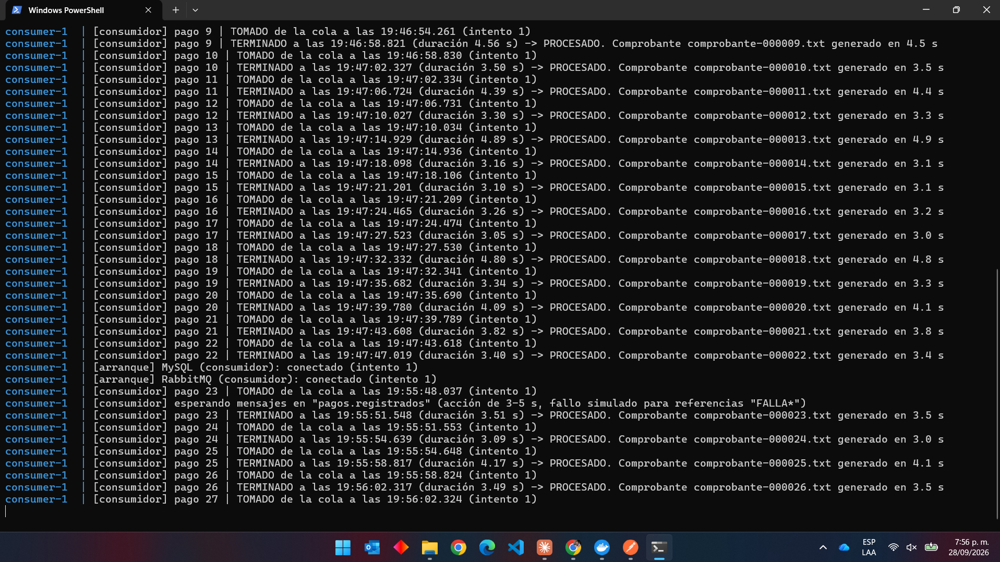 Windows PowerShell
consumer-1  | [consumidor] pago 9 | TOMADO de la cola a las 19:46:54.261 (intento 1)
consumer-1  | [consumidor] pago 9 | TERMINADO a las 19:46:58.821 (duración 4.56 s) -> PROCESADO. Comprobante comprobante-000009.txt generado en 4.5 s
consumer-1  | [consumidor] pago 10 | TOMADO de la cola a las 19:46:58.830 (intento 1)
consumer-1  | [consumidor] pago 10 | TERMINADO a las 19:47:02.327 (duración 3.50 s) -> PROCESADO. Comprobante comprobante-000010.txt generado en 3.5 s
consumer-1  | [consumidor] pago 11 | TOMADO de la cola a las 19:47:02.334 (intento 1)
consumer-1  | [consumidor] pago 11 | TERMINADO a las 19:47:06.724 (duración 4.39 s) -> PROCESADO. Comprobante comprobante-000011.txt generado en 4.4 s
consumer-1  | [consumidor] pago 12 | TOMADO de la cola a las 19:47:06.731 (intento 1)
consumer-1  | [consumidor] pago 12 | TERMINADO a las 19:47:10.027 (duración 3.30 s) -> PROCESADO. Comprobante comprobante-000012.txt generado en 3.3 s
consumer-1  | [consumidor] pago 13 | TOMADO de la cola a las 19:47:10.034 (intento 1)
consumer-1  | [consumidor] pago 13 | TERMINADO a las 19:47:14.929 (duración 4.89 s) -> PROCESADO. Comprobante comprobante-000013.txt generado en 4.9 s
consumer-1  | [consumidor] pago 14 | TOMADO de la cola a las 19:47:14.936 (intento 1)
consumer-1  | [consumidor] pago 14 | TERMINADO a las 19:47:18.098 (duración 3.16 s) -> PROCESADO. Comprobante comprobante-000014.txt generado en 3.1 s
consumer-1  | [consumidor] pago 15 | TOMADO de la cola a las 19:47:18.106 (intento 1)
consumer-1  | [consumidor] pago 15 | TERMINADO a las 19:47:21.201 (duración 3.10 s) -> PROCESADO. Comprobante comprobante-000015.txt generado en 3.1 s
consumer-1  | [consumidor] pago 16 | TOMADO de la cola a las 19:47:21.209 (intento 1)
consumer-1  | [consumidor] pago 16 | TERMINADO a las 19:47:24.465 (duración 3.26 s) -> PROCESADO. Comprobante comprobante-000016.txt generado en 3.2 s
consumer-1  | [consumidor] pago 17 | TOMADO de la cola a las 19:47:24.474 (intento 1)
consumer-1  | [consumidor] pago 17 | TERMINADO a las 19:47:27.523 (duración 3.05 s) -> PROCESADO. Comprobante comprobante-000017.txt generado en 3.0 s
consumer-1  | [consumidor] pago 18 | TOMADO de la cola a las 19:47:27.530 (intento 1)
consumer-1  | [consumidor] pago 18 | TERMINADO a las 19:47:32.332 (duración 4.80 s) -> PROCESADO. Comprobante comprobante-000018.txt generado en 4.8 s
consumer-1  | [consumidor] pago 19 | TOMADO de la cola a las 19:47:32.341 (intento 1)
consumer-1  | [consumidor] pago 19 | TERMINADO a las 19:47:35.682 (duración 3.34 s) -> PROCESADO. Comprobante comprobante-000019.txt generado en 3.3 s
consumer-1  | [consumidor] pago 20 | TOMADO de la cola a las 19:47:35.690 (intento 1)
consumer-1  | [consumidor] pago 20 | TERMINADO a las 19:47:39.780 (duración 4.09 s) -> PROCESADO. Comprobante comprobante-000020.txt generado en 4.1 s
consumer-1  | [consumidor] pago 21 | TOMADO de la cola a las 19:47:39.789 (intento 1)
consumer-1  | [consumidor] pago 21 | TERMINADO a las 19:47:43.608 (duración 3.82 s) -> PROCESADO. Comprobante comprobante-000021.txt generado en 3.8 s
consumer-1  | [consumidor] pago 22 | TOMADO de la cola a las 19:47:43.618 (intento 1)
consumer-1  | [consumidor] pago 22 | TERMINADO a las 19:47:47.019 (duración 3.40 s) -> PROCESADO. Comprobante comprobante-000022.txt generado en 3.4 s
consumer-1  | [arranque] MySQL (consumidor): conectado (intento 1)
consumer-1  | [arranque] RabbitMQ (consumidor): conectado (intento 1)
consumer-1  | [consumidor] pago 23 | TOMADO de la cola a las 19:55:48.037 (intento 1)
consumer-1  | [consumidor] esperando mensajes en "pagos.registrados" (acción de 3-5 s, fallo simulado para referencias "FALLA*")
consumer-1  | [consumidor] pago 23 | TERMINADO a las 19:55:51.548 (duración 3.51 s) -> PROCESADO. Comprobante comprobante-000023.txt generado en 3.5 s
consumer-1  | [consumidor] pago 24 | TOMADO de la cola a las 19:55:51.553 (intento 1)
consumer-1  | [consumidor] pago 24 | TERMINADO a las 19:55:54.639 (duración 3.09 s) -> PROCESADO. Comprobante comprobante-000024.txt generado en 3.0 s
consumer-1  | [consumidor] pago 25 | TOMADO de la cola a las 19:55:54.648 (intento 1)
consumer-1  | [consumidor] pago 25 | TERMINADO a las 19:55:58.817 (duración 4.17 s) -> PROCESADO. Comprobante comprobante-000025.txt generado en 4.1 s
consumer-1  | [consumidor] pago 26 | TOMADO de la cola a las 19:55:58.824 (intento 1)
consumer-1  | [consumidor] pago 26 | TERMINADO a las 19:56:02.317 (duración 3.49 s) -> PROCESADO. Comprobante comprobante-000026.txt generado en 3.5 s
consumer-1  | [consumidor] pago 27 | TOMADO de la cola a las 19:56:02.324 (intento 1)
ESP
LAA
7:56 p. m.
28/09/2026